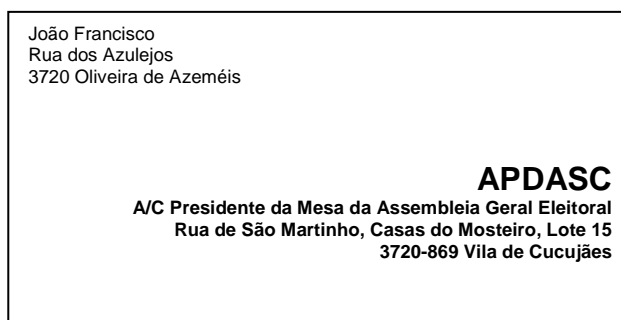 João Francisco
Rua dos Azulejos
3720 Oliveira de Azeméis
APDASC
A/C Presidente da Mesa da Assembleia Geral Eleitoral
Rua de São Martinho, Casas do Mosteiro, Lote 15
3720-869 Vila de Cucujães